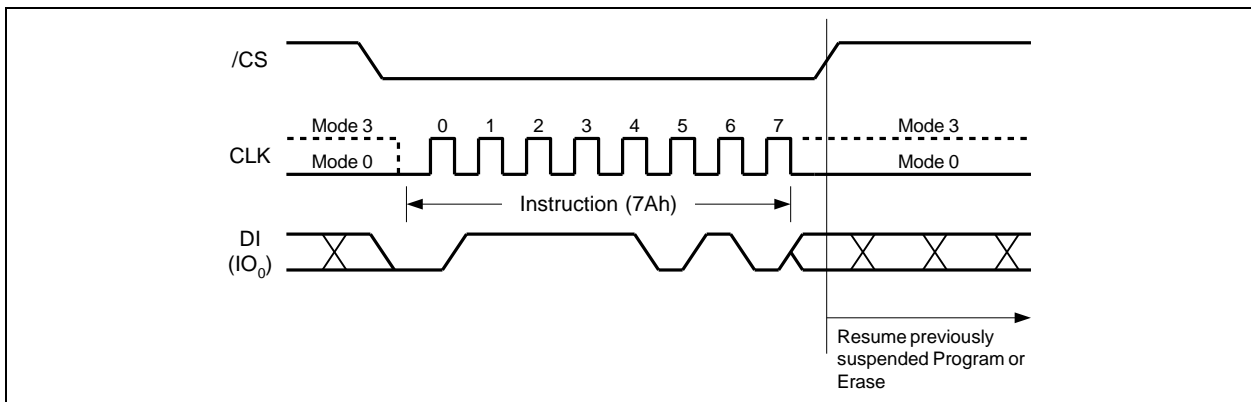 /CS
Mode 3
0 1 2 3 4 5 6 7
Mode 3
CLK
Mode 0
Mode 0
Instruction (7Ah)
DI
(IO0)
Resume previously
suspended Program or
Erase